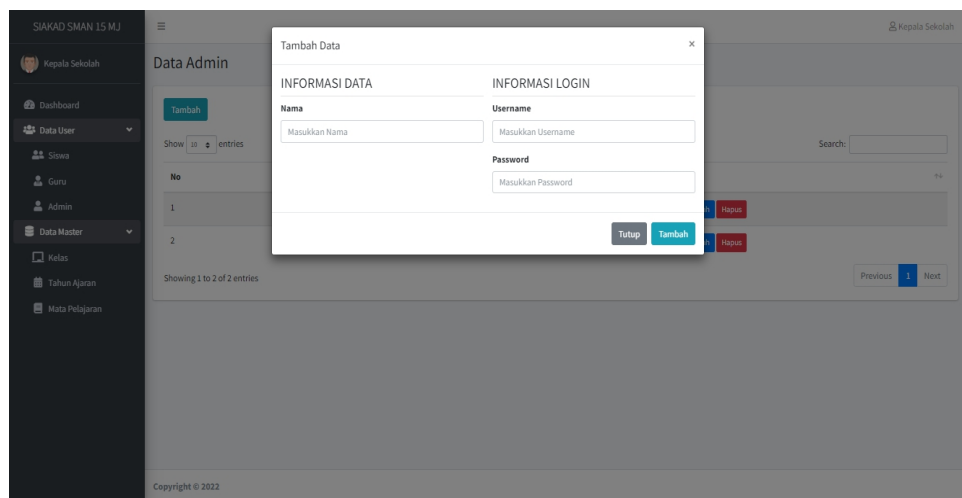 SIAKAD SMAN 15 MJ
Kepala Sekolah
Kepala Sekolah
Dashboard
Data User
Siswa
Guru
Admin
Data Master
Kelas
Tahun Ajaran
Mata Pelajaran
Data Admin
Tambah
Show 10 entries
Search:
No
1
Hapus
2
Hapus
Showing 1 to 2 of 2 entries
Previous 1 Next
Copyright © 2022
Tambah Data
×
INFORMASI DATA
Nama
Masukkan Nama
INFORMASI LOGIN
Username
Masukkan Username
Password
Masukkan Password
Tutup
Tambah